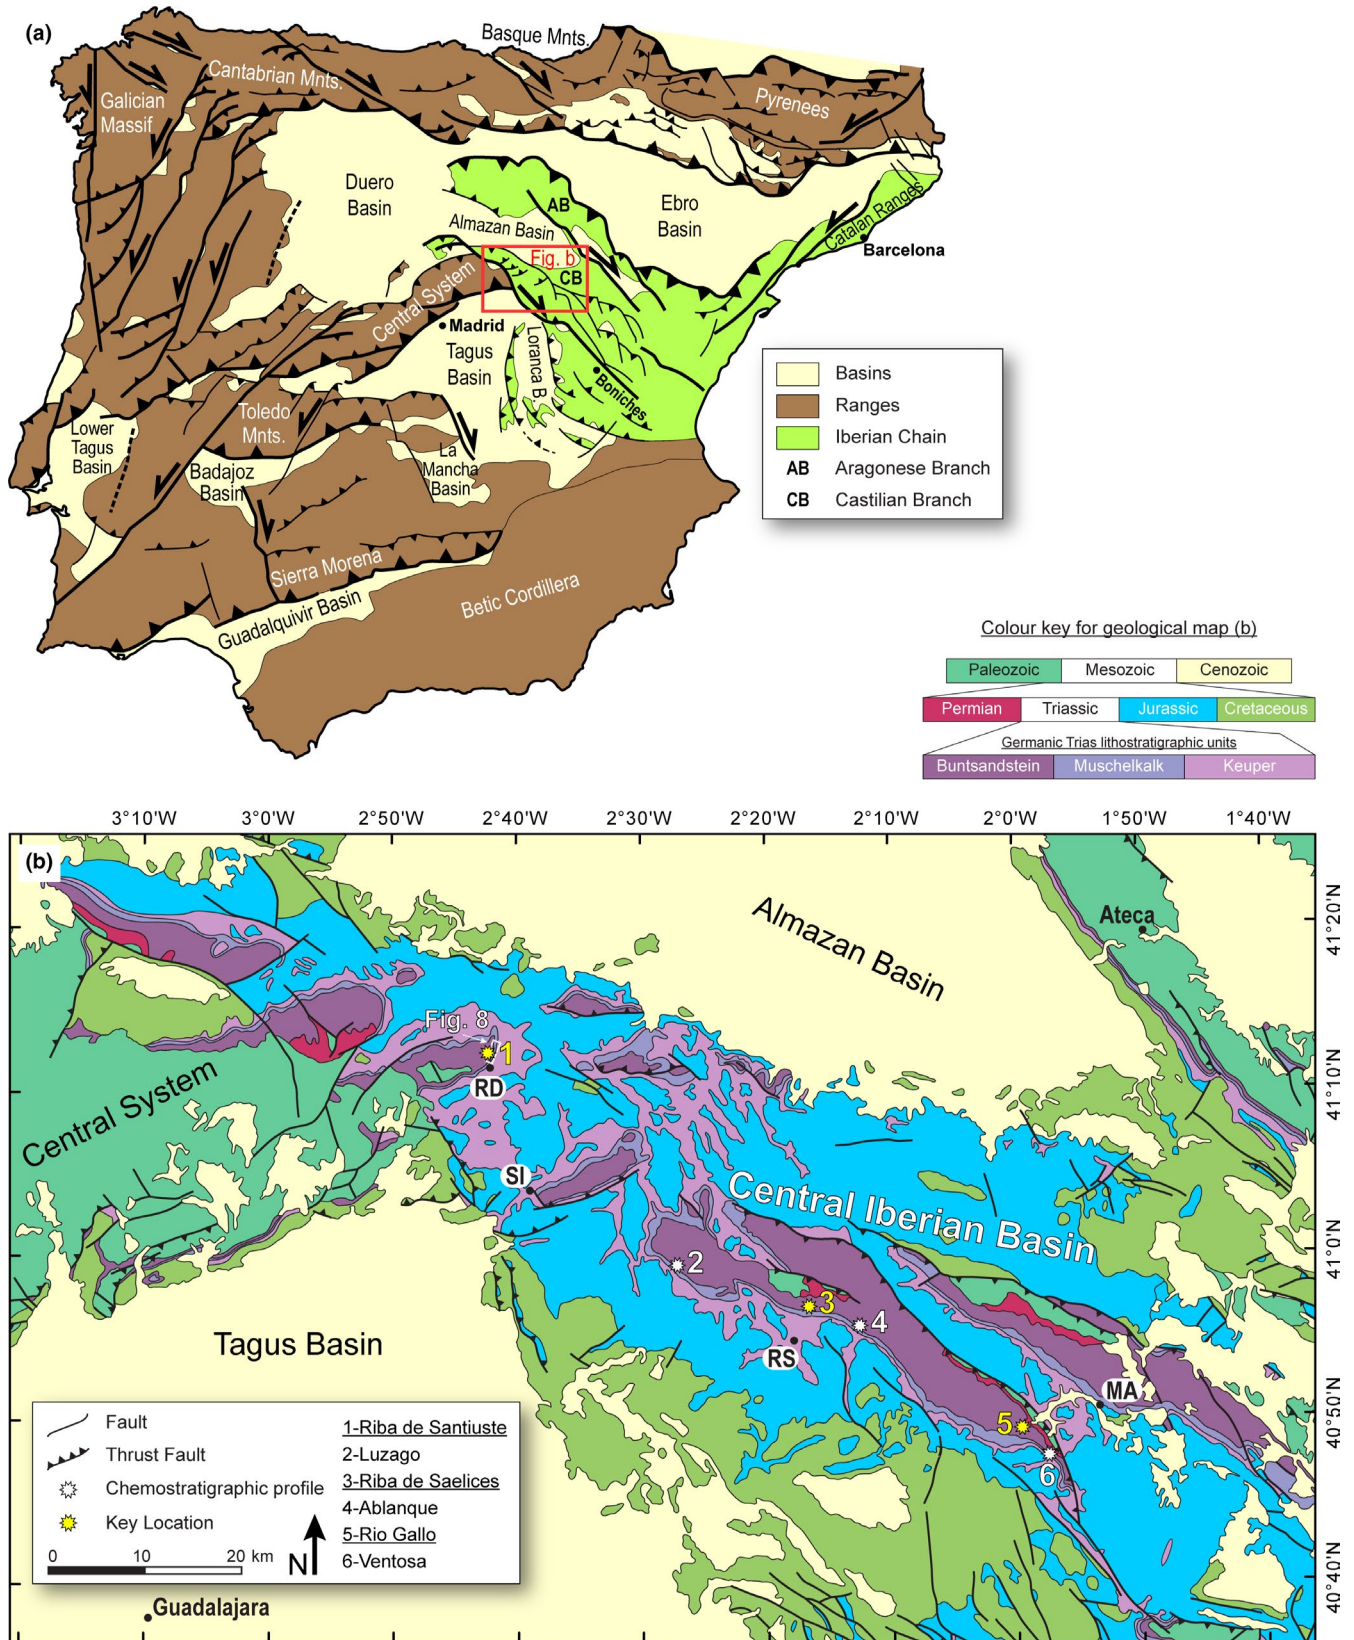 (a)
Basque Mnts.
Cantabrian Mnts.
Galician
Massif
Pyrenees
Duero
Basin
AB
Ebro
Basin
Catalan Ranges
Almazan Basin
Barcelona
Fig. b
CB
Central System
Madrid
Tagus
Basin
Loranca B.
Boniches
Toledo
Mnts.
Lower
Tagus
Basin
La
Mancha
Basin
Badajoz
Basin
Sierra Morena
Betic Cordillera
Guadalquivir Basin
Basins
Ranges
Iberian Chain
AB Aragonese Branch
CB Castilian Branch
Colour key for geological map (b)
Paleozoic Mesozoic Cenozoic
Permian Triassic Jurassic Cretaceous
Germanic Trias lithostratigraphic units
Buntsandstein Muschelkalk Keuper
3°10'W 3°0'W 2°50'W 2°40'W 2°30'W 2°20'W 2°10'W 2°0'W 1°50'W 1°40'W
(b)
41°20'N
Ateca
Almazan Basin
Fig. 8
1
RD
41°10'N
Central System
SI
Central Iberian Basin
41°0'N
2
3
4
RS
Tagus Basin
MA
5
40°50'N
6
Fault
Thrust Fault
Chemostratigraphic profile
Key Location
0 10 20 km
N
1-Riba de Santiuste
2-Luzago
3-Riba de Saelices
4-Ablanque
5-Rio Gallo
6-Ventosa
40°40'N
Guadalajara